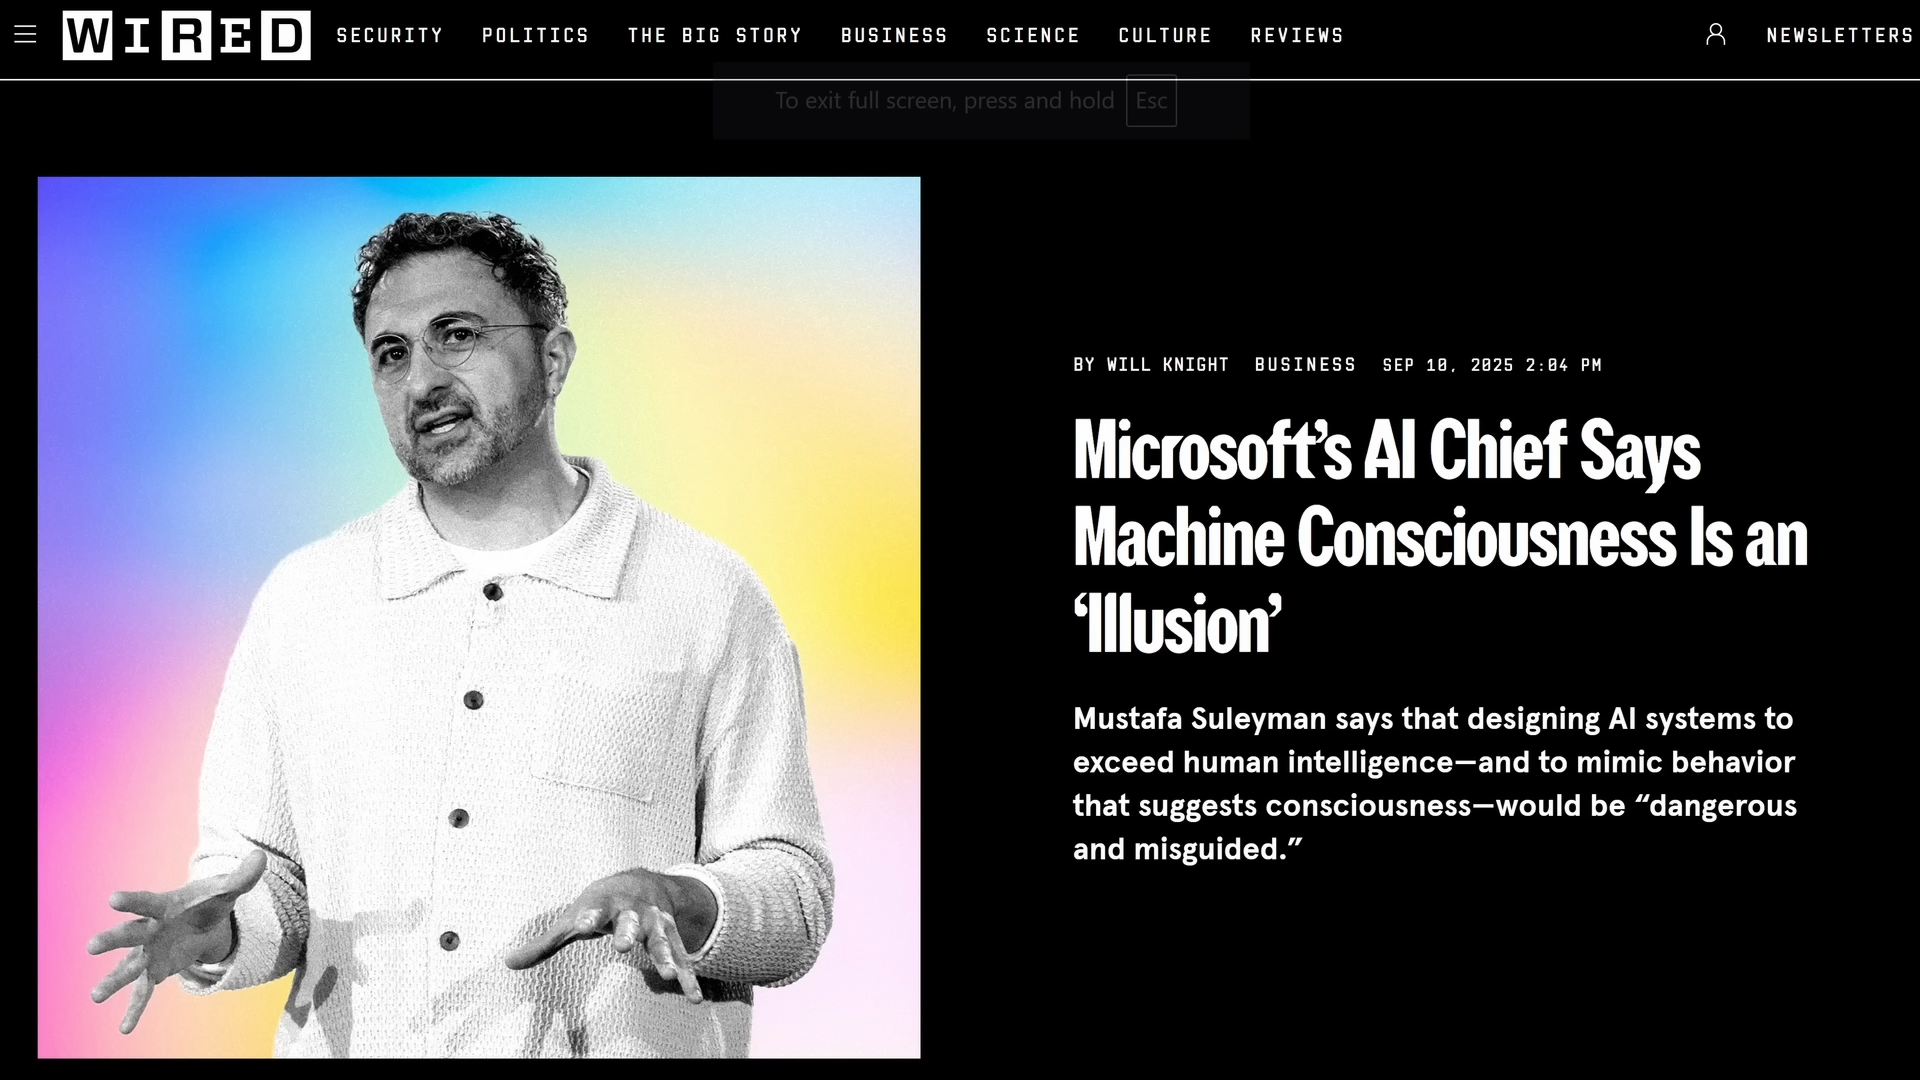 WIRED SECURITY POLITICS THE BIG STORY BUSINESS SCIENCE CULTURE REVIEWS NEWSLETTERS
To exit full screen, press and hold Esc
BY WILL KNIGHT BUSINESS SEP 10, 2025 2:04 PM
Microsoft’s AI Chief Says
Machine Consciousness Is an
‘Illusion’
Mustafa Suleyman says that designing AI systems to
exceed human intelligence—and to mimic behavior
that suggests consciousness—would be “dangerous
and misguided.”